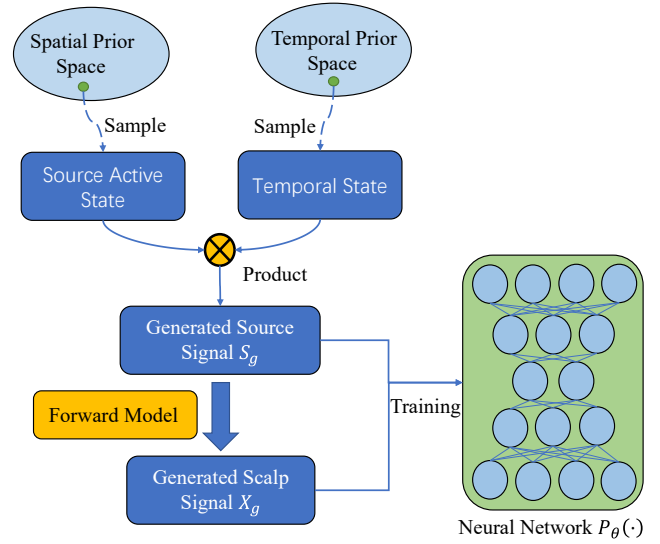 Spatial Prior
Space
Temporal Prior
Space
Sample
Sample
Source Active
State
Temporal State
Product
Generated Source
Signal S_g
Forward Model
Training
Generated Scalp
Signal X_g
Neural Network P_θ(·)